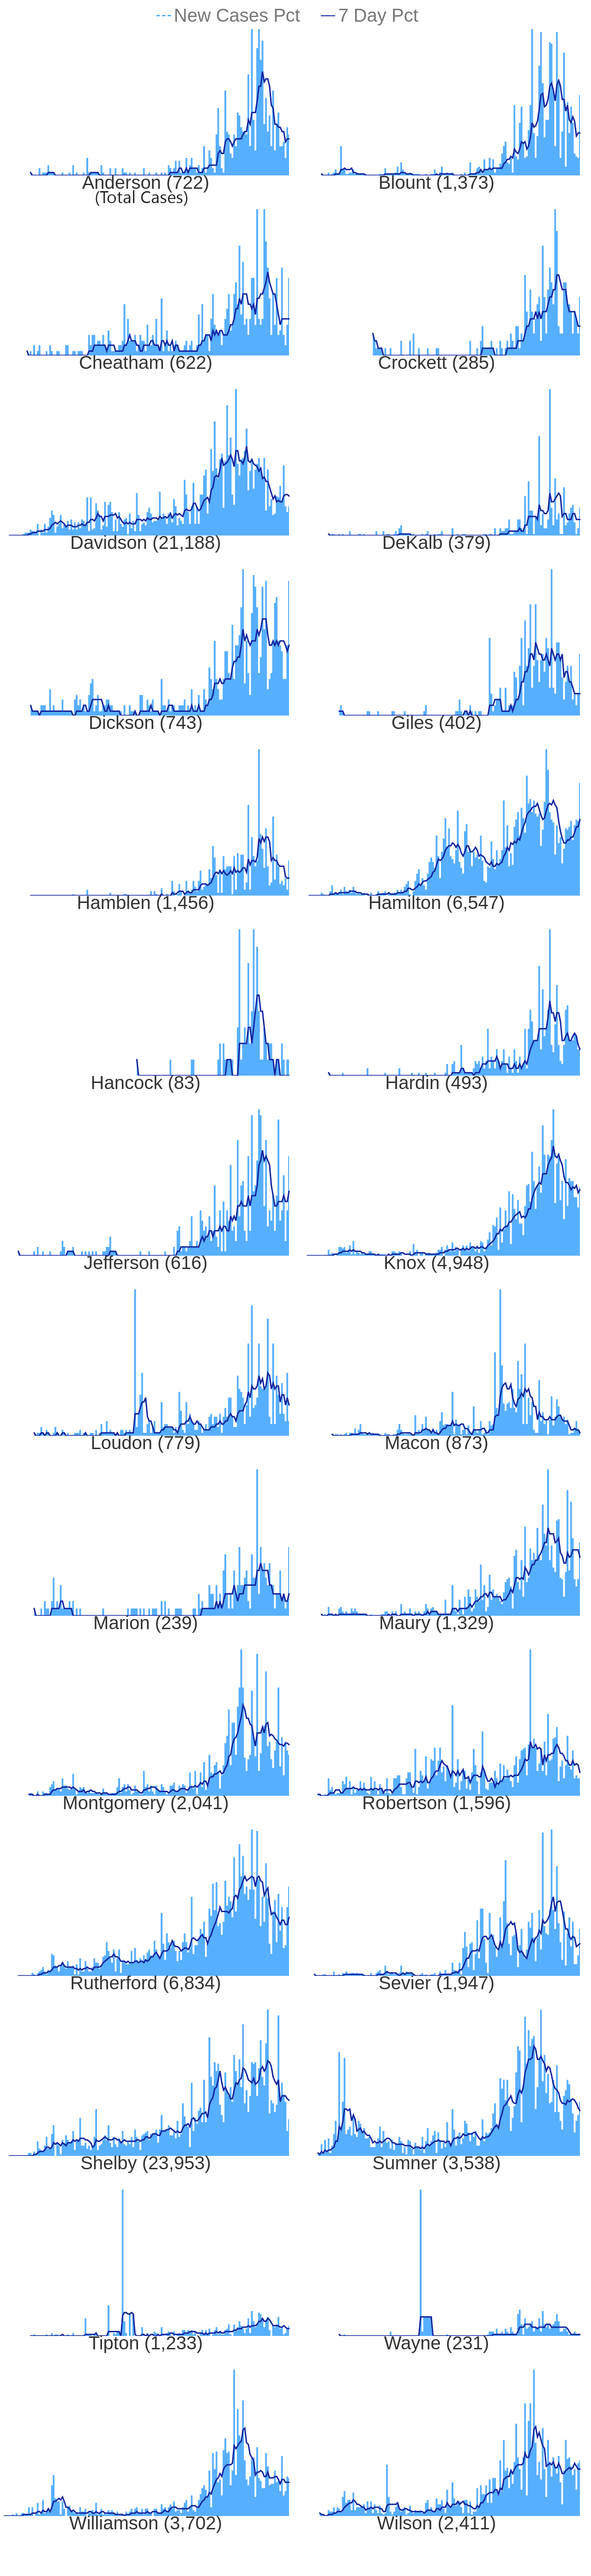 New Cases Pct 7 Day Pct
Anderson (722) Blount (1,373)
(Total Cases)
Cheatham (622) Crockett (285)
Davidson (21,188) DeKalb (379)
Dickson (743) Giles (402)
Hamblen (1,456) Hamilton (6,547)
Hancock (83) Hardin (493)
Jefferson (616) Knox (4,948)
Loudon (779) Macon (873)
Marion (239) Maury (1,329)
Montgomery (2,041) Robertson (1,596)
Rutherford (6,834) Sevier (1,947)
Shelby (23,953) Sumner (3,538)
Tipton (1,233) Wayne (231)
Williamson (3,702) Wilson (2,411)